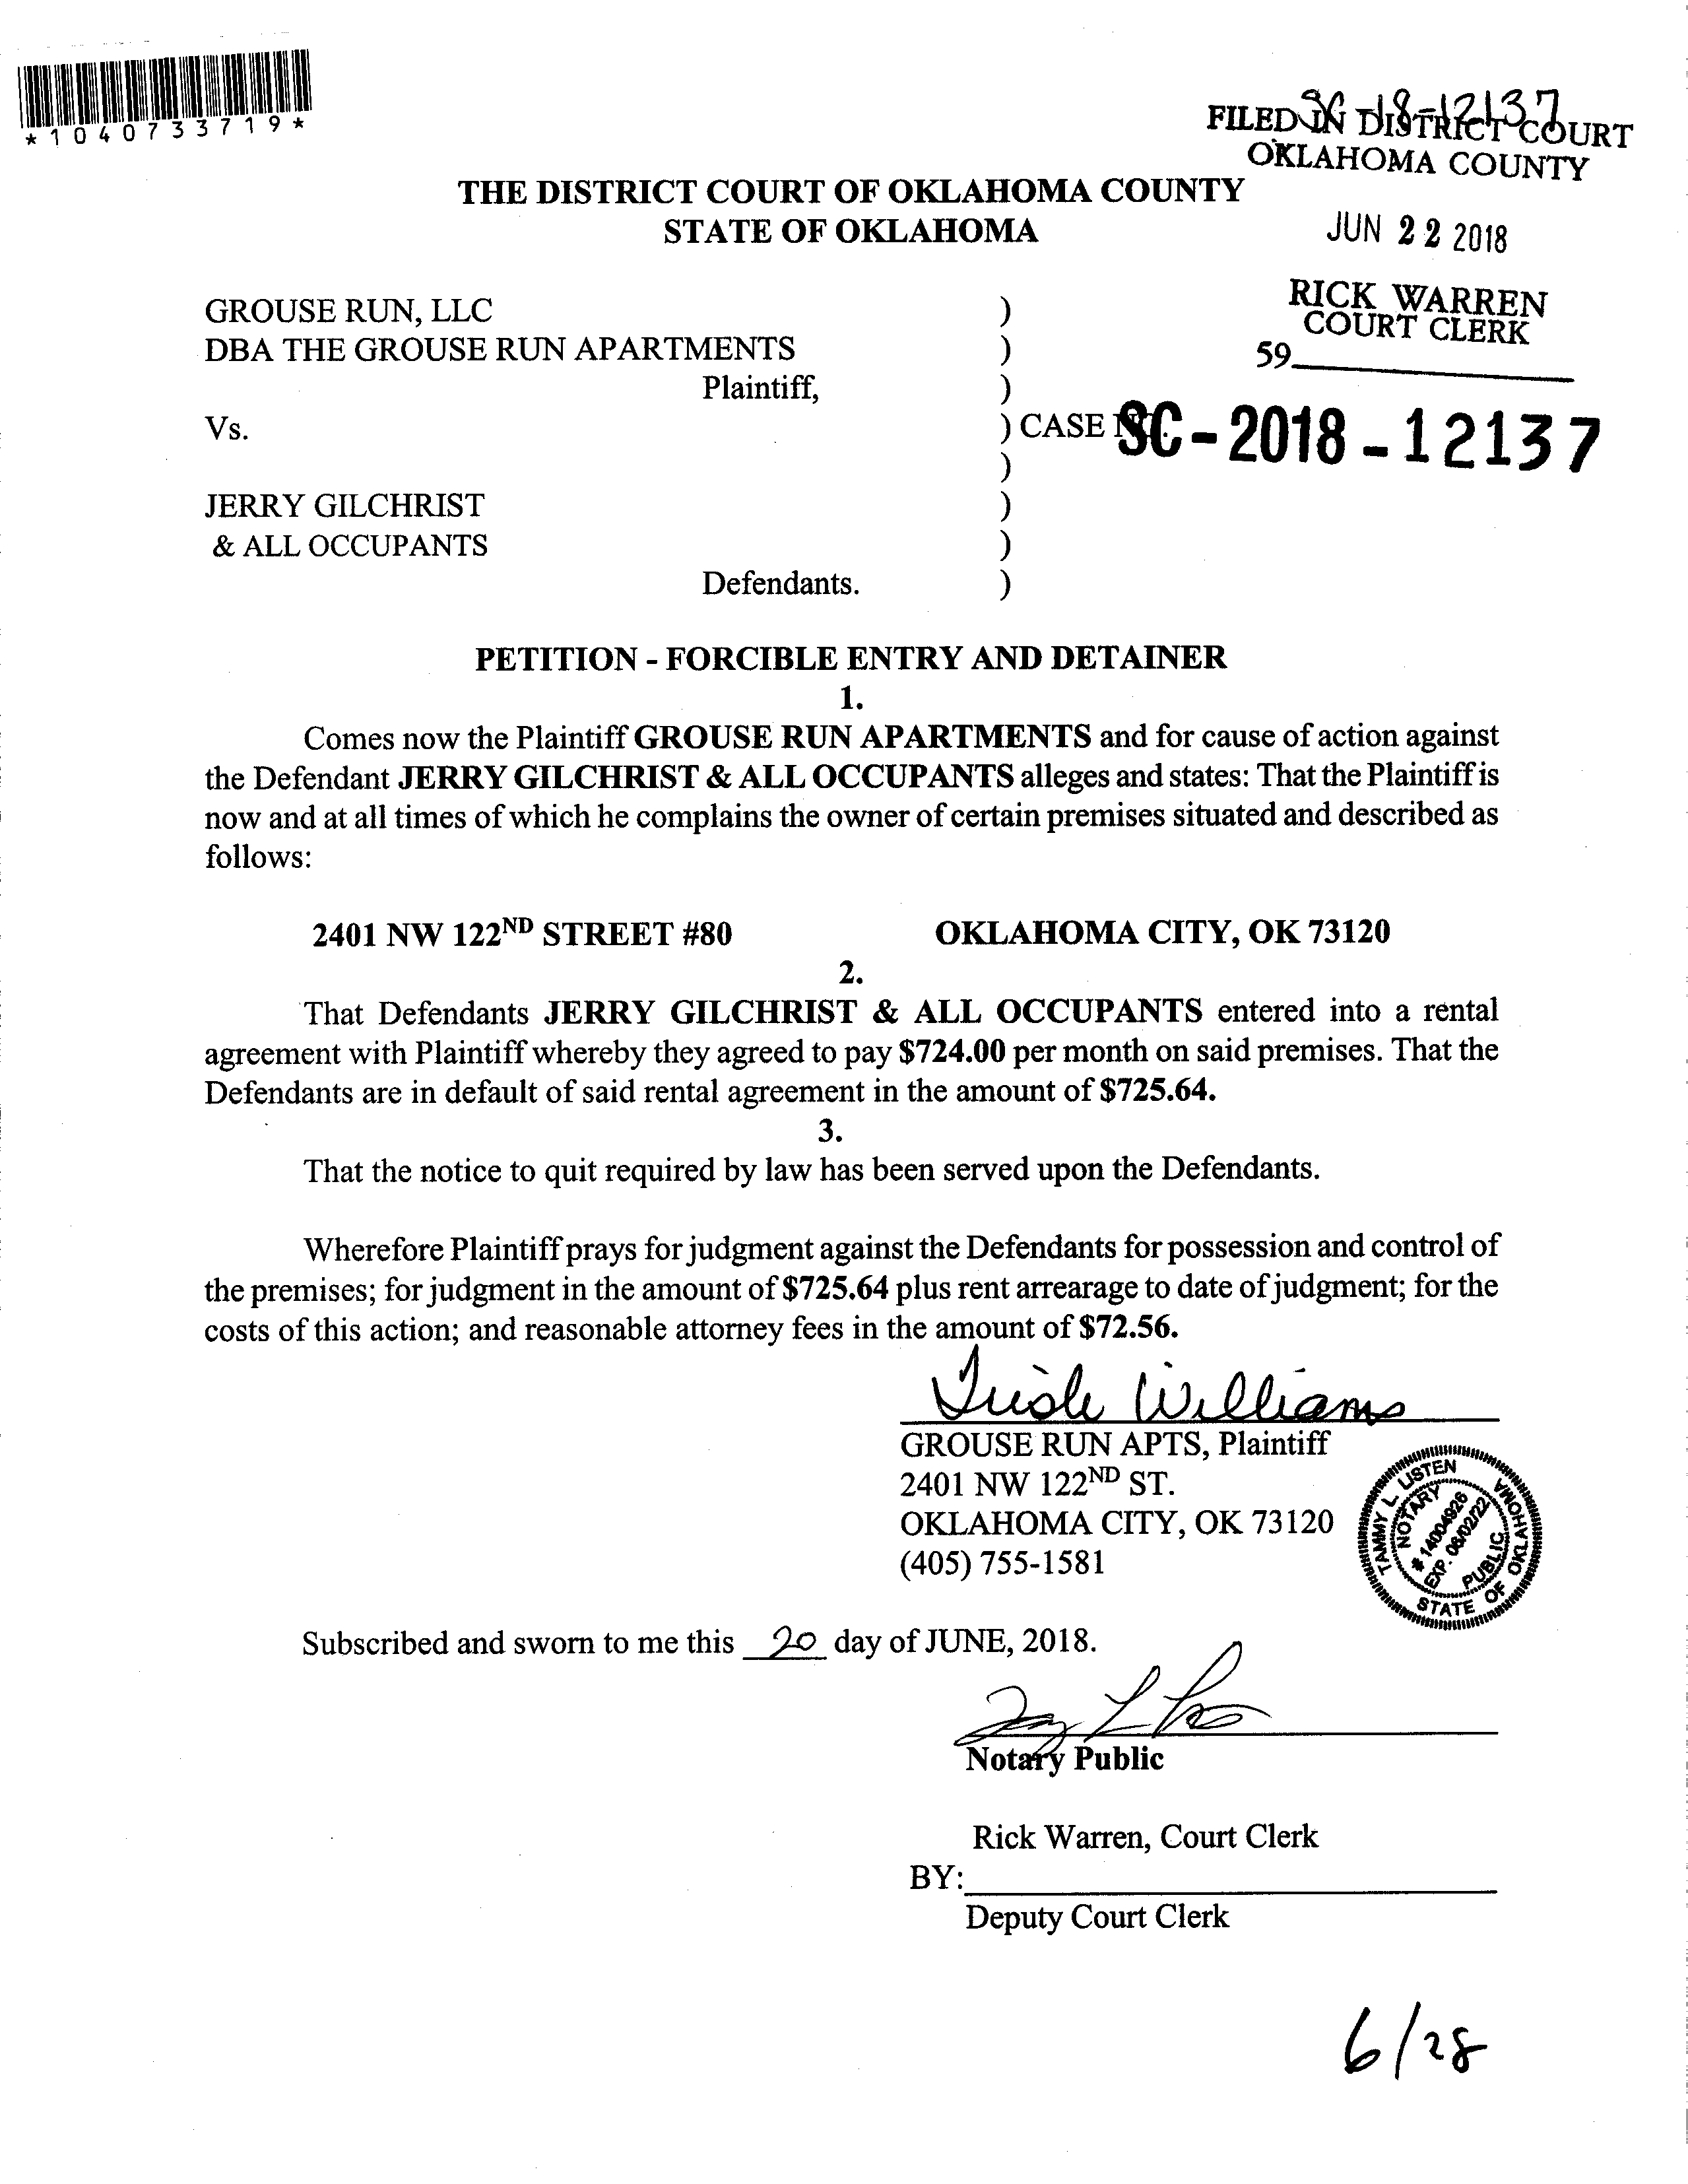 *1040733719*
SC-18-12137
FILED IN DISTRICT COURT
OKLAHOMA COUNTY
THE DISTRICT COURT OF OKLAHOMA COUNTY
STATE OF OKLAHOMA
JUN 22 2018
RICK WARREN
COURT CLERK
59
GROUSE RUN, LLC )
DBA THE GROUSE RUN APARTMENTS )
Plaintiff, )
Vs. ) CASE NO. SC-2018-12137
)
JERRY GILCHRIST )
& ALL OCCUPANTS )
Defendants. )
PETITION - FORCIBLE ENTRY AND DETAINER
1.
Comes now the Plaintiff GROUSE RUN APARTMENTS and for cause of action against
the Defendant JERRY GILCHRIST & ALL OCCUPANTS alleges and states: That the Plaintiff is
now and at all times of which he complains the owner of certain premises situated and described as
follows:
2401 NW 122ND STREET #80 OKLAHOMA CITY, OK 73120
2.
That Defendants JERRY GILCHRIST & ALL OCCUPANTS entered into a rental
agreement with Plaintiff whereby they agreed to pay $724.00 per month on said premises. That the
Defendants are in default of said rental agreement in the amount of $725.64.
3.
That the notice to quit required by law has been served upon the Defendants.
Wherefore Plaintiff prays for judgment against the Defendants for possession and control of
the premises; for judgment in the amount of $725.64 plus rent arrearage to date of judgment; for the
costs of this action; and reasonable attorney fees in the amount of $72.56.
Trish Williams
GROUSE RUN APTS, Plaintiff
2401 NW 122ND ST.
OKLAHOMA CITY, OK 73120
(405) 755-1581
TAMMY L. LISTEN
NOTARY PUBLIC
# 14004926
EXP. 06/02/22
STATE OF OKLAHOMA
Subscribed and sworn to me this 20 day of JUNE, 2018.
Notary Public
Rick Warren, Court Clerk
BY:
Deputy Court Clerk
6/28